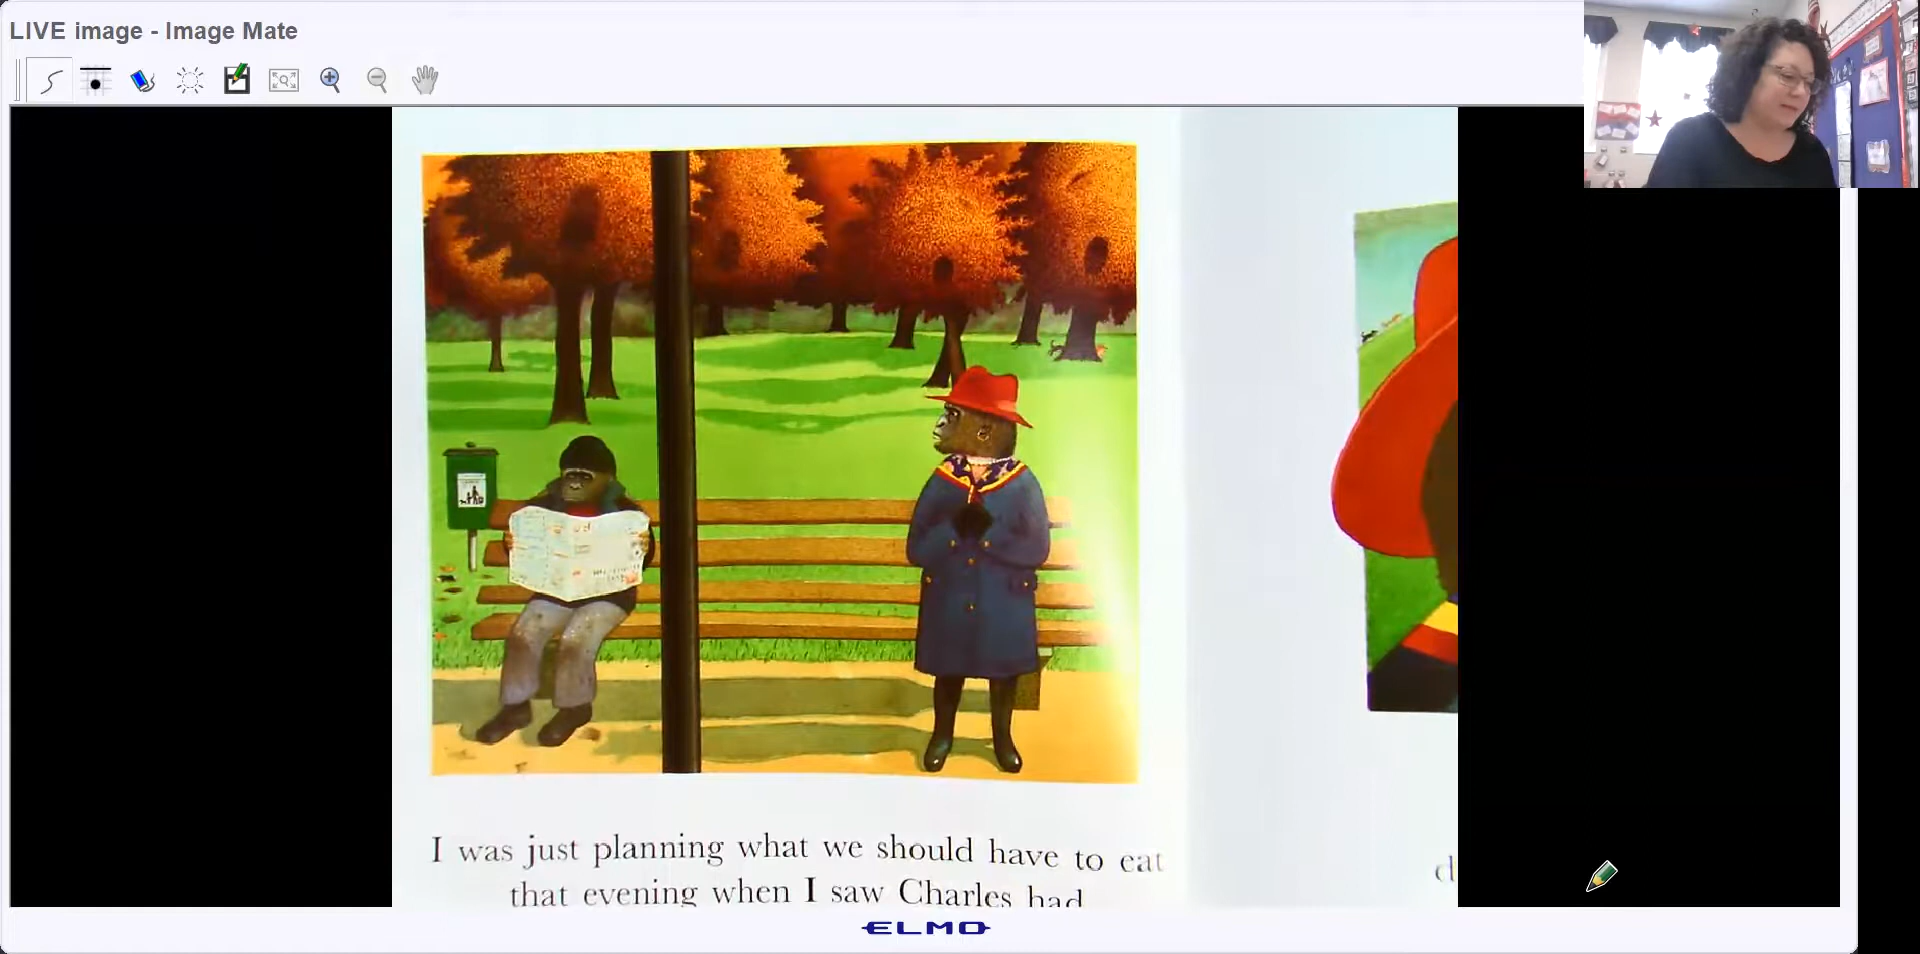 LIVE image - Image Mate
I was just planning what we should have to eat
that evening when I saw Charles had
d
ELMO